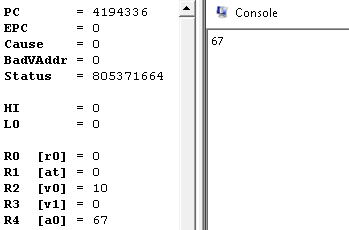 PC = 4194336
EPC = 0
Cause = 0
BadVAddr = 0
Status = 805371664
HI = 0
LO = 0
R0 [r0] = 0
R1 [at] = 0
R2 [v0] = 10
R3 [v1] = 0
R4 [a0] = 67
Console
67